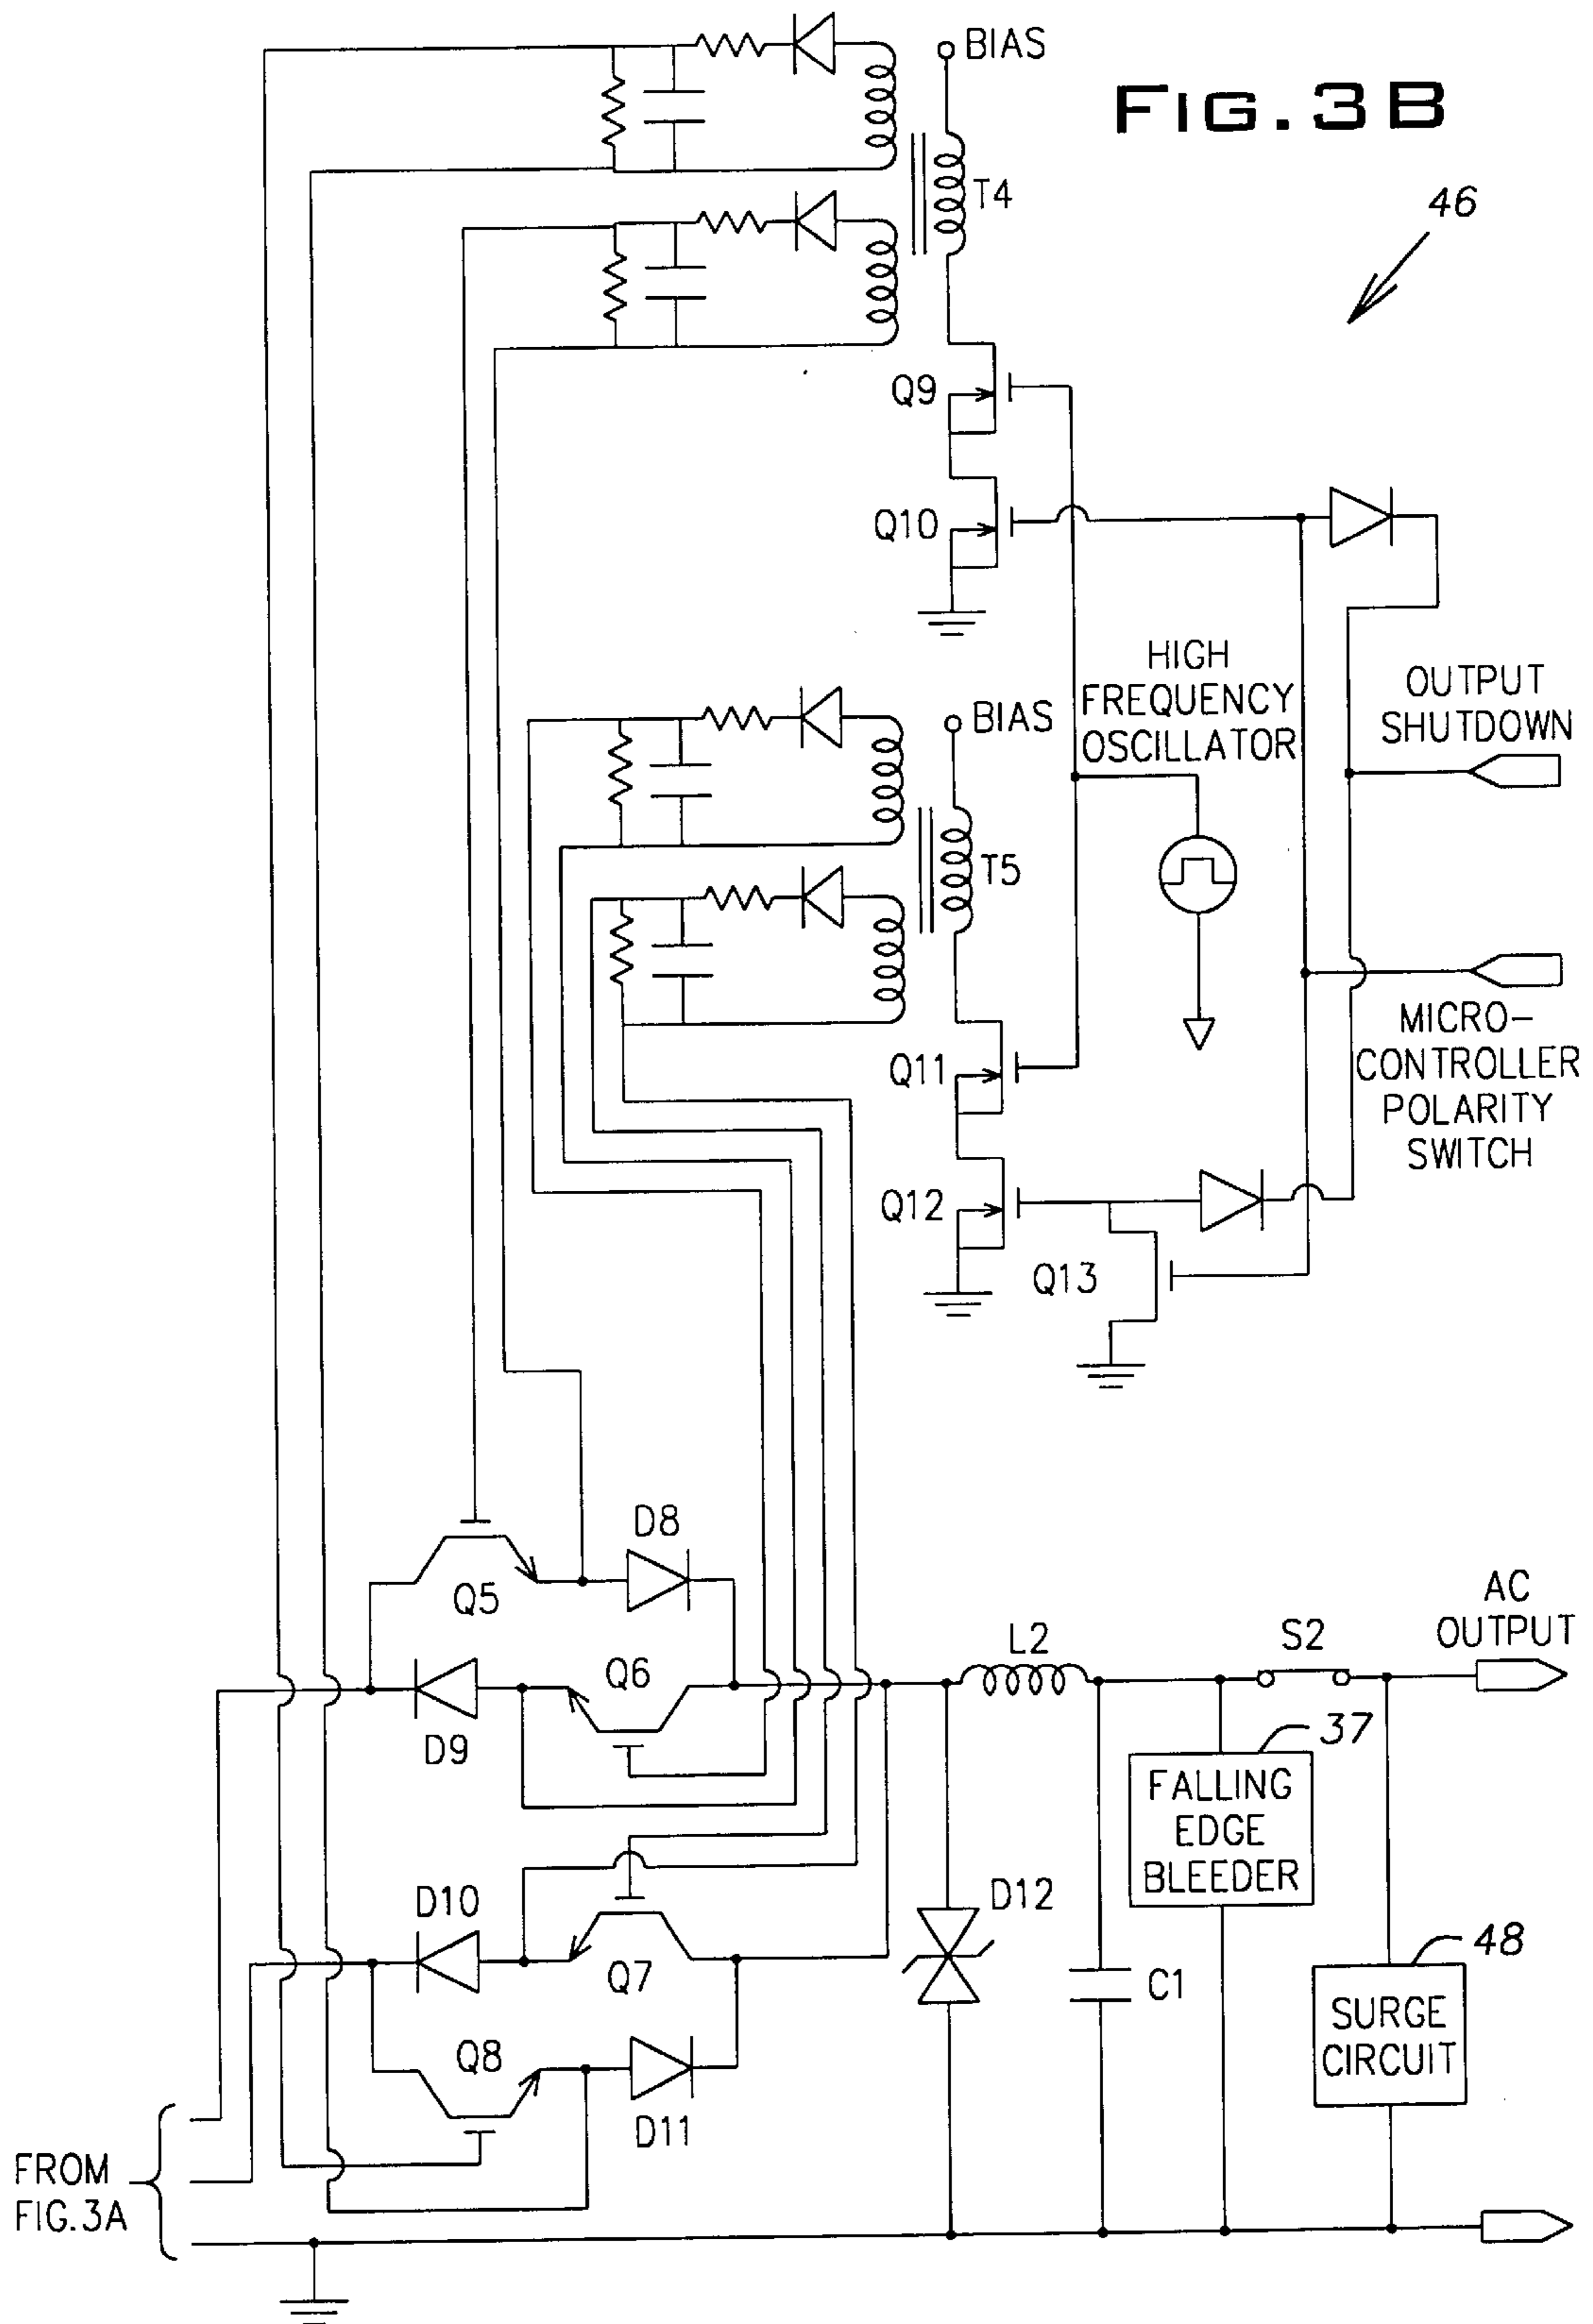 BIAS
FIG. 3B
T4
46
Q9
Q10
HIGH
FREQUENCY
OSCILLATOR
OUTPUT
SHUTDOWN
BIAS
T5
MICRO-
CONTROLLER
POLARITY
SWITCH
Q11
Q12
Q13
D8
Q5
AC
OUTPUT
L2
S2
Q6
D9
37
FALLING
EDGE
BLEEDER
D10
D12
48
Q7
C1
SURGE
CIRCUIT
Q8
D11
FROM
FIG.3A